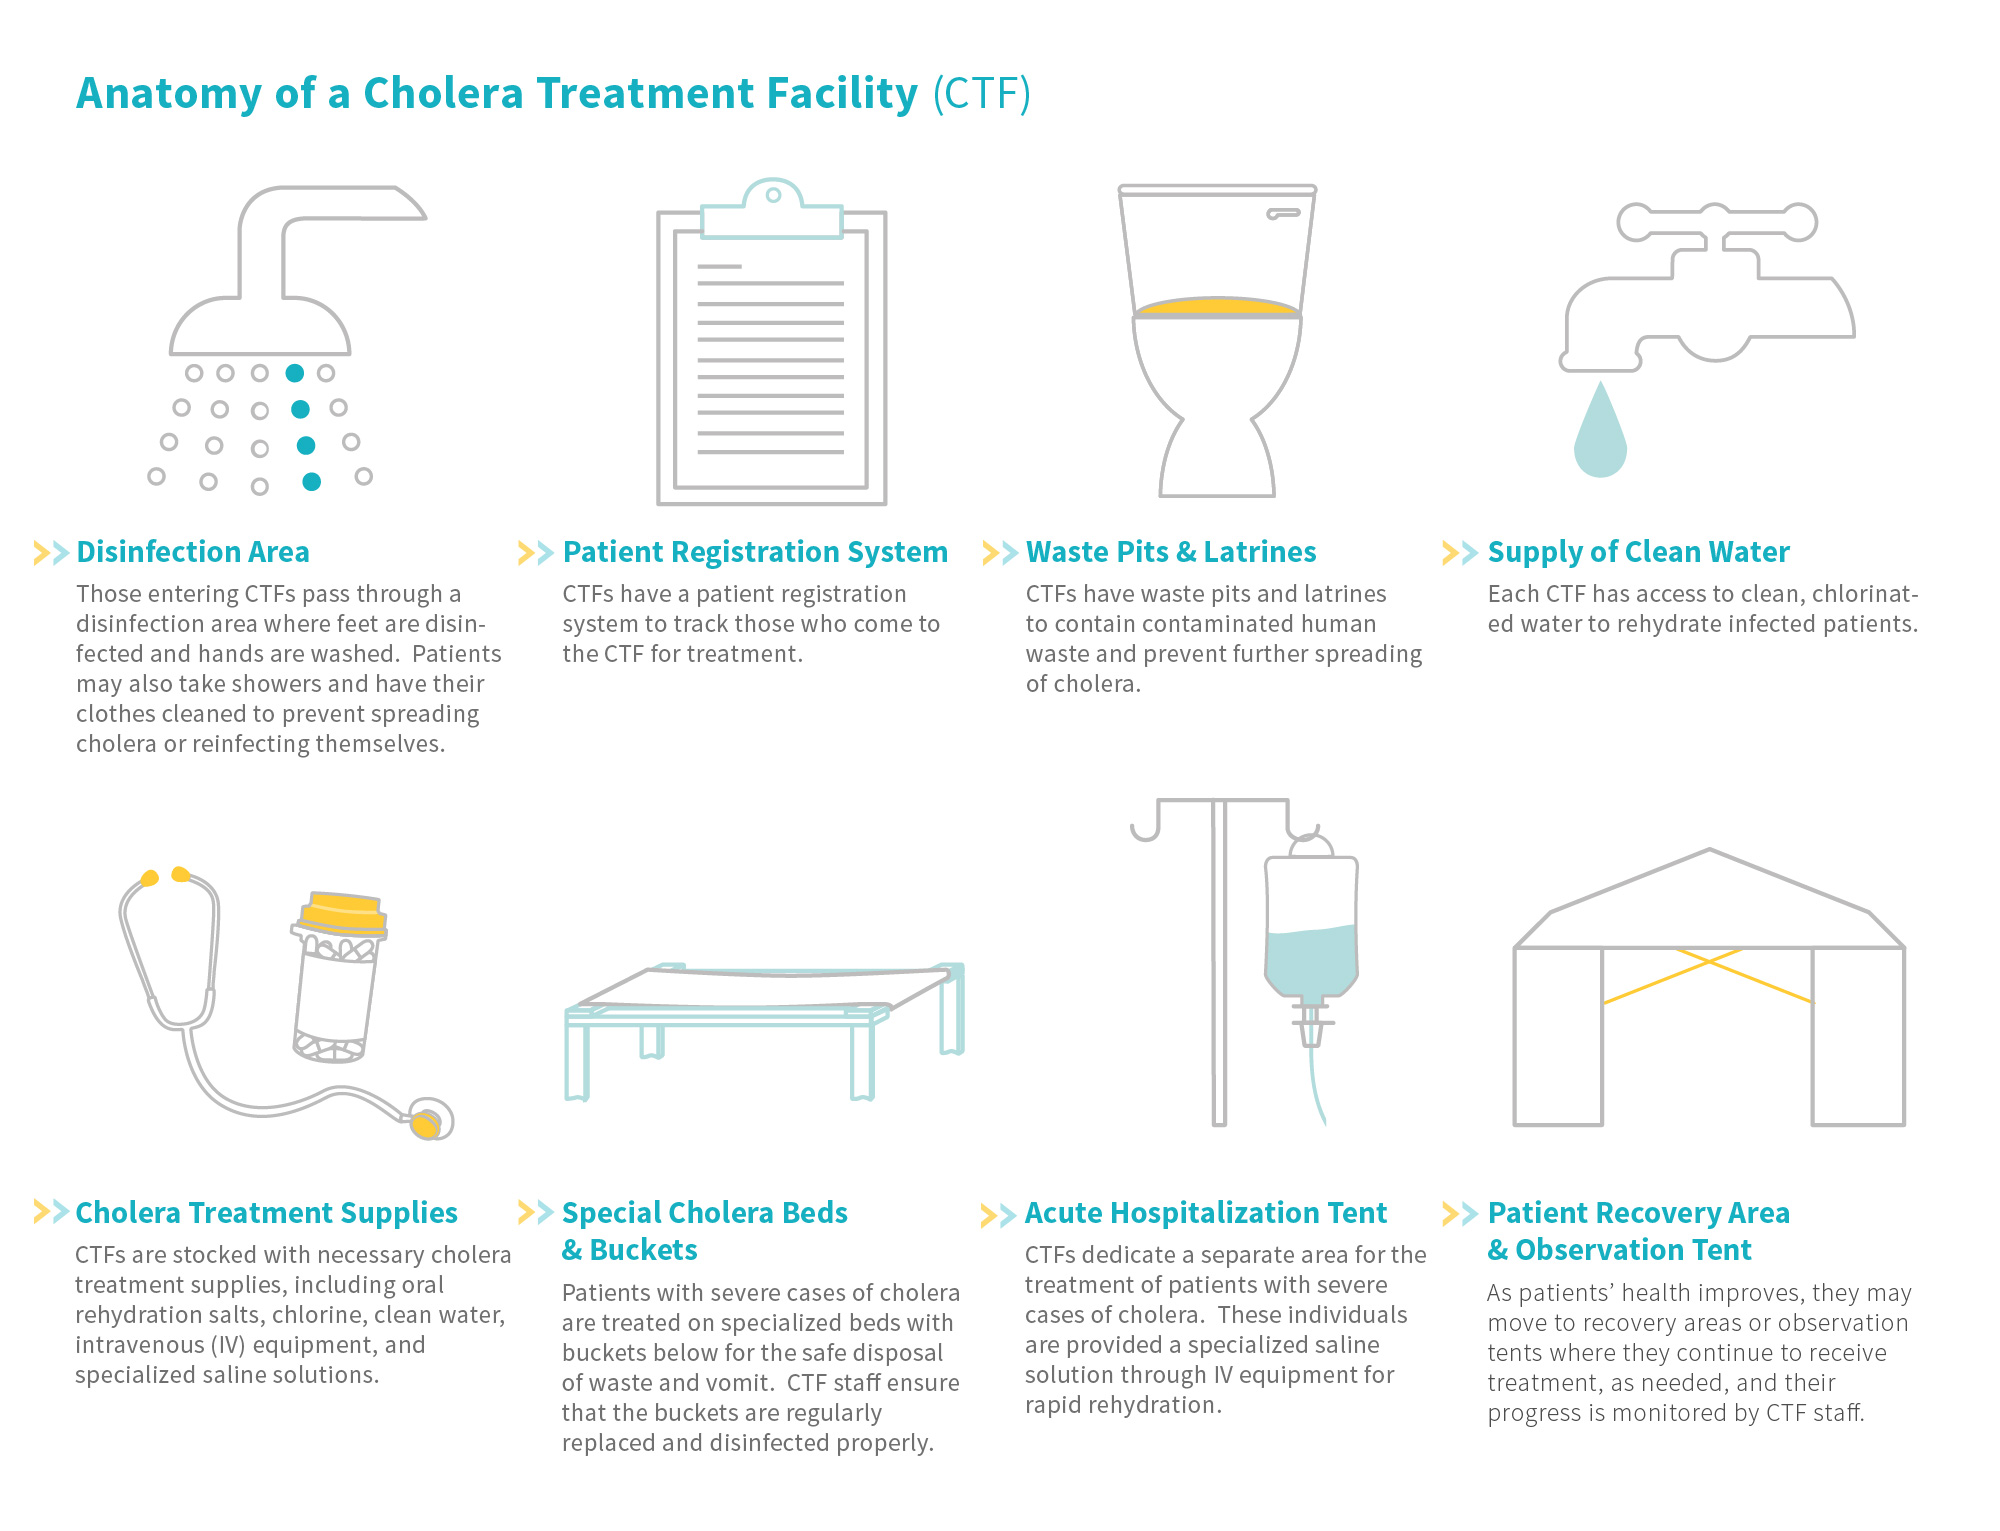 Anatomy of a Cholera Treatment Facility (CTF)
Disinfection Area
Those entering CTFs pass through a
disinfection area where feet are disin-
fected and hands are washed.  Patients
may also take showers and have their
clothes cleaned to prevent spreading
cholera or reinfecting themselves.
Patient Registration System
CTFs have a patient registration
system to track those who come to
the CTF for treatment.
Waste Pits & Latrines
CTFs have waste pits and latrines
to contain contaminated human
waste and prevent further spreading
of cholera.
Supply of Clean Water
Each CTF has access to clean, chlorinat-
ed water to rehydrate infected patients.
Cholera Treatment Supplies
CTFs are stocked with necessary cholera
treatment supplies, including oral
rehydration salts, chlorine, clean water,
intravenous (IV) equipment, and
specialized saline solutions.
Special Cholera Beds
& Buckets
Patients with severe cases of cholera
are treated on specialized beds with
buckets below for the safe disposal
of waste and vomit.  CTF staff ensure
that the buckets are regularly
replaced and disinfected properly.
Acute Hospitalization Tent
CTFs dedicate a separate area for the
treatment of patients with severe
cases of cholera.  These individuals
are provided a specialized saline
solution through IV equipment for
rapid rehydration.
Patient Recovery Area
& Observation Tent
As patients’ health improves, they may
move to recovery areas or observation
tents where they continue to receive
treatment, as needed, and their
progress is monitored by CTF staff.